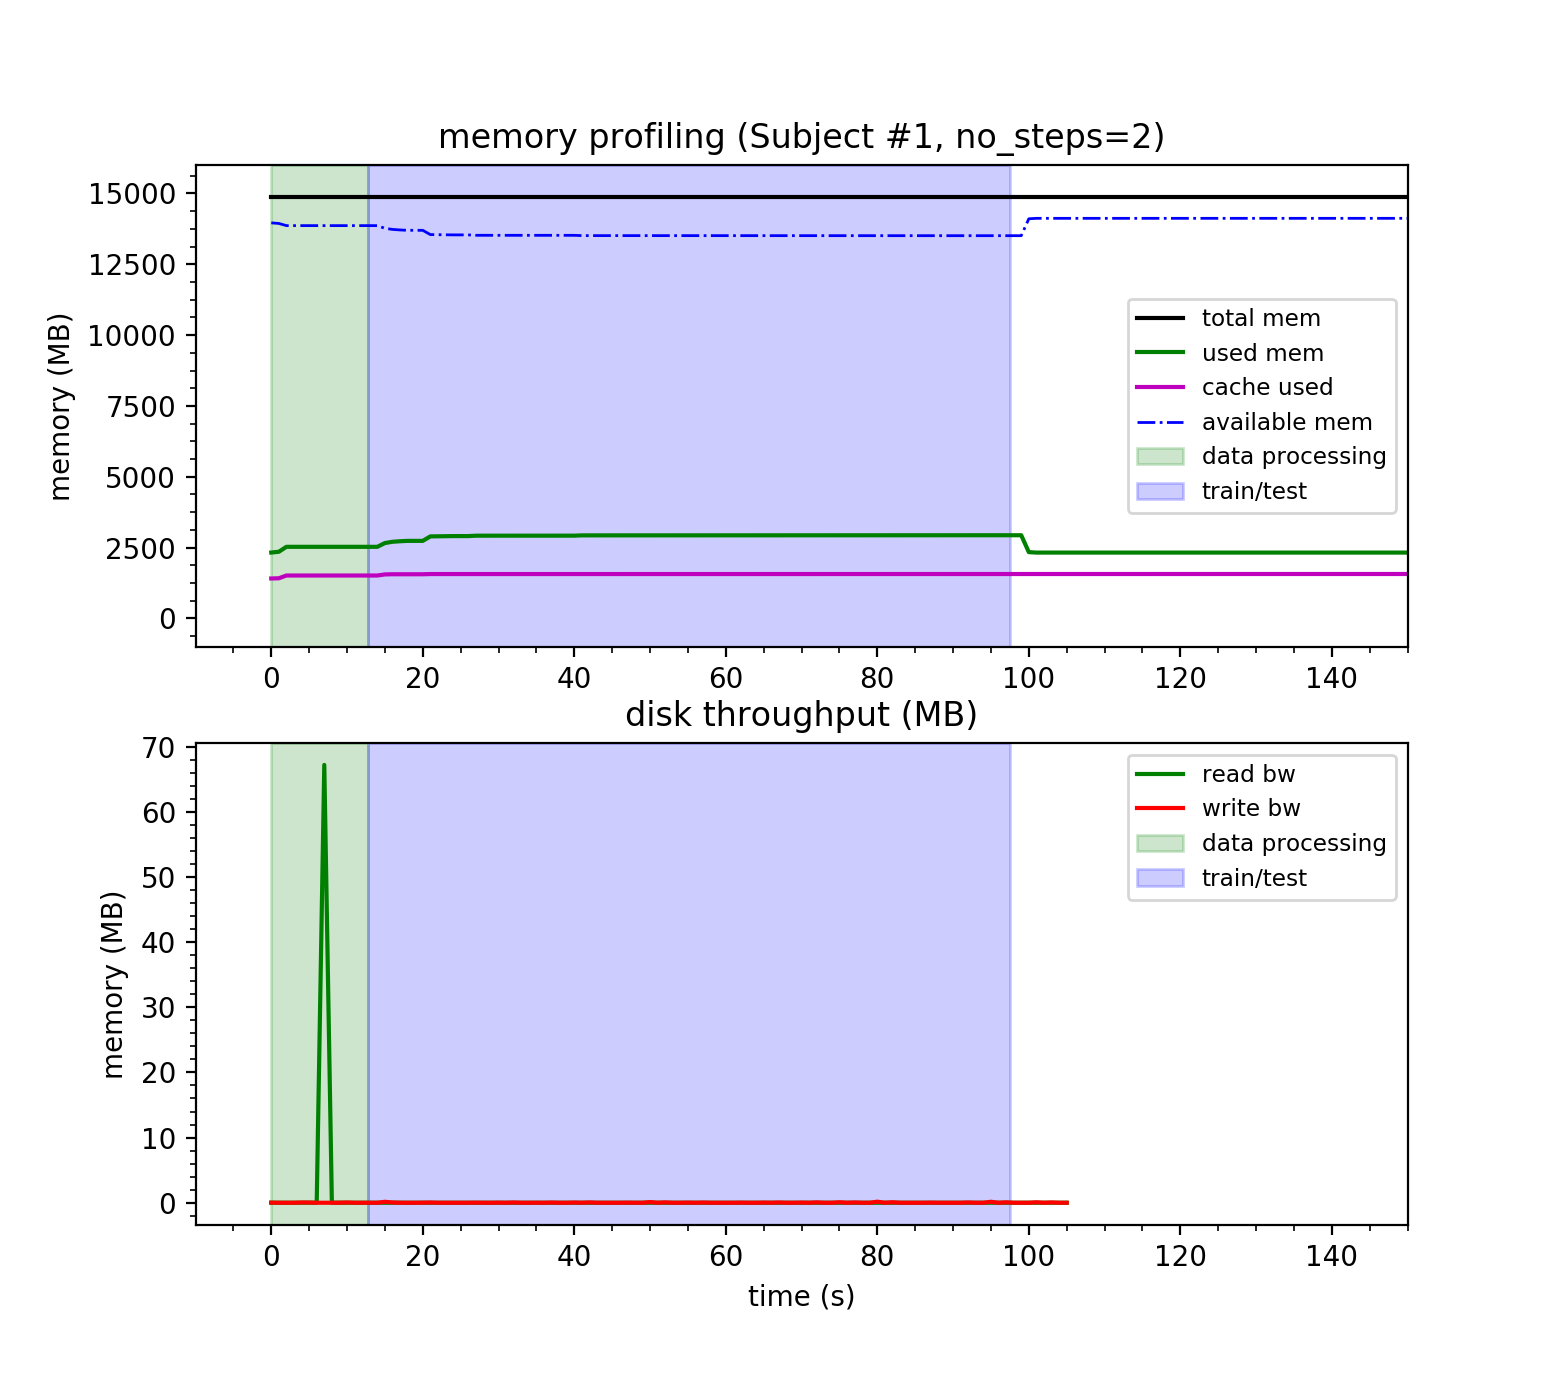 memory profiling (Subject #1, no_steps=2)
memory (MB)
15000
12500
10000
7500
5000
2500
0
total mem
used mem
cache used
available mem
data processing
train/test
0 20 40 60 80 100 120 140
disk throughput (MB)
memory (MB)
70
60
50
40
30
20
10
0
read bw
write bw
data processing
train/test
0 20 40 60 80 100 120 140
time (s)